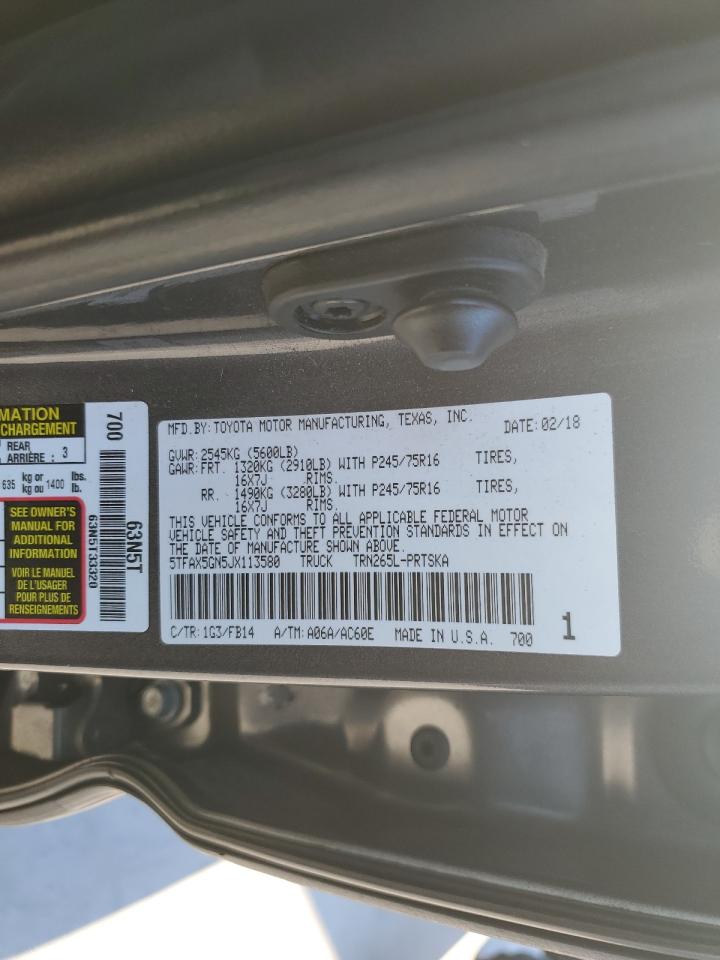 MATION
CHARGEMENT
REAR
ARRIÈRE : 3
635 kg or kg ou 1400 lbs. lb.
SEE OWNER'S
MANUAL FOR
ADDITIONAL
INFORMATION
VOIR LE MANUEL
DE L'USAGER
POUR PLUS DE
RENSEIGNEMENTS
700
63N5T33320
63N5T
MFD.BY:TOYOTA MOTOR MANUFACTURING, TEXAS, INC. DATE:02/18
GVWR:2545KG (5600LB)
GAWR:FRT. 1320KG (2910LB) WITH P245/75R16 TIRES,
16X7J RIMS.
RR. 1490KG (3280LB) WITH P245/75R16 TIRES,
16X7J RIMS.
THIS VEHICLE CONFORMS TO ALL APPLICABLE FEDERAL MOTOR
VEHICLE SAFETY AND THEFT PREVENTION STANDARDS IN EFFECT ON
THE DATE OF MANUFACTURE SHOWN ABOVE.
5TFAX5GN5JX113580 TRUCK TRN265L-PRTSKA
C/TR:1G3/FB14 A/TM:A06A/AC60E MADE IN U.S.A. 700 1